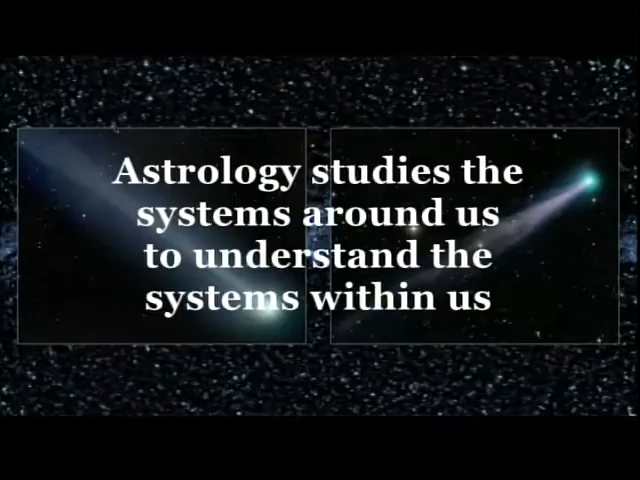 Astrology studies the
systems around us
to understand the
systems within us